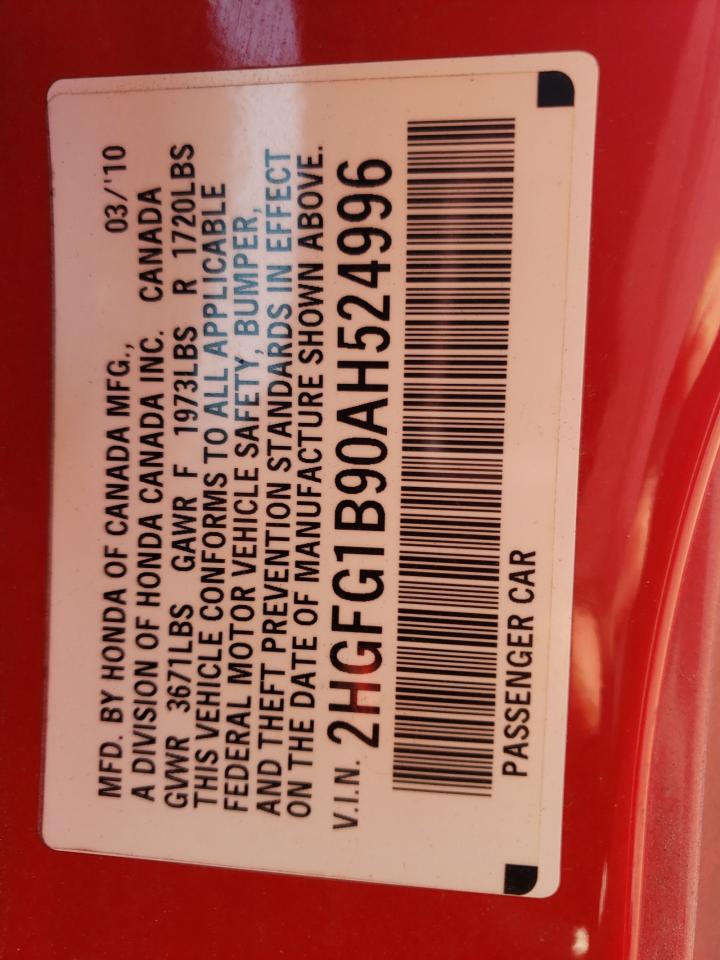 MFD. BY HONDA OF CANADA MFG., 03/'10
A DIVISION OF HONDA CANADA INC. CANADA
GVWR 3671LBS GAWR F 1973LBS R 1720LBS
THIS VEHICLE CONFORMS TO ALL APPLICABLE
FEDERAL MOTOR VEHICLE SAFETY, BUMPER,
AND THEFT PREVENTION STANDARDS IN EFFECT
ON THE DATE OF MANUFACTURE SHOWN ABOVE.
V.I.N. 2HGFG1B90AH524996
PASSENGER CAR